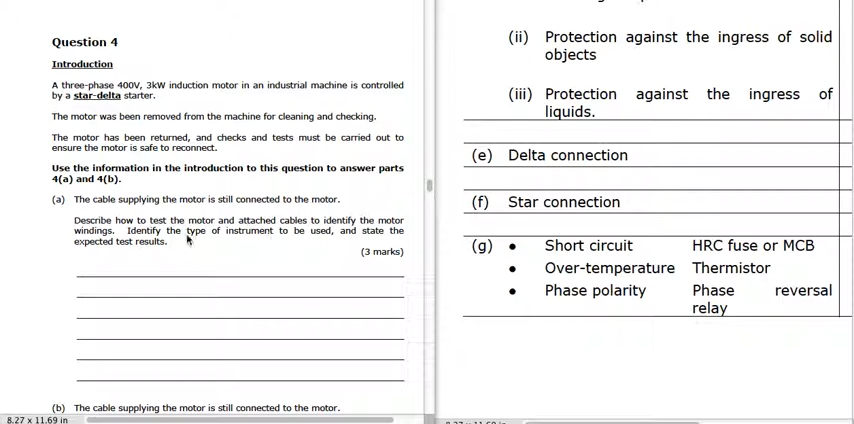 Question 4
Introduction
A three-phase 400V, 3kW induction motor in an industrial machine is controlled
by a star-delta starter.
The motor was been removed from the machine for cleaning and checking.
The motor has been returned, and checks and tests must be carried out to
ensure the motor is safe to reconnect.
Use the information in the introduction to this question to answer parts
4(a) and 4(b).
(a) The cable supplying the motor is still connected to the motor.
Describe how to test the motor and attached cables to identify the motor
windings. Identify the type of instrument to be used, and state the
expected test results.
(3 marks)
(b) The cable supplying the motor is still connected to the motor.
8.27 x 11.69 in
(ii) Protection against the ingress of solid
objects
(iii) Protection against the ingress of
liquids.
(e) Delta connection
(f) Star connection
(g) • Short circuit HRC fuse or MCB
• Over-temperature Thermistor
• Phase polarity Phase reversal
relay